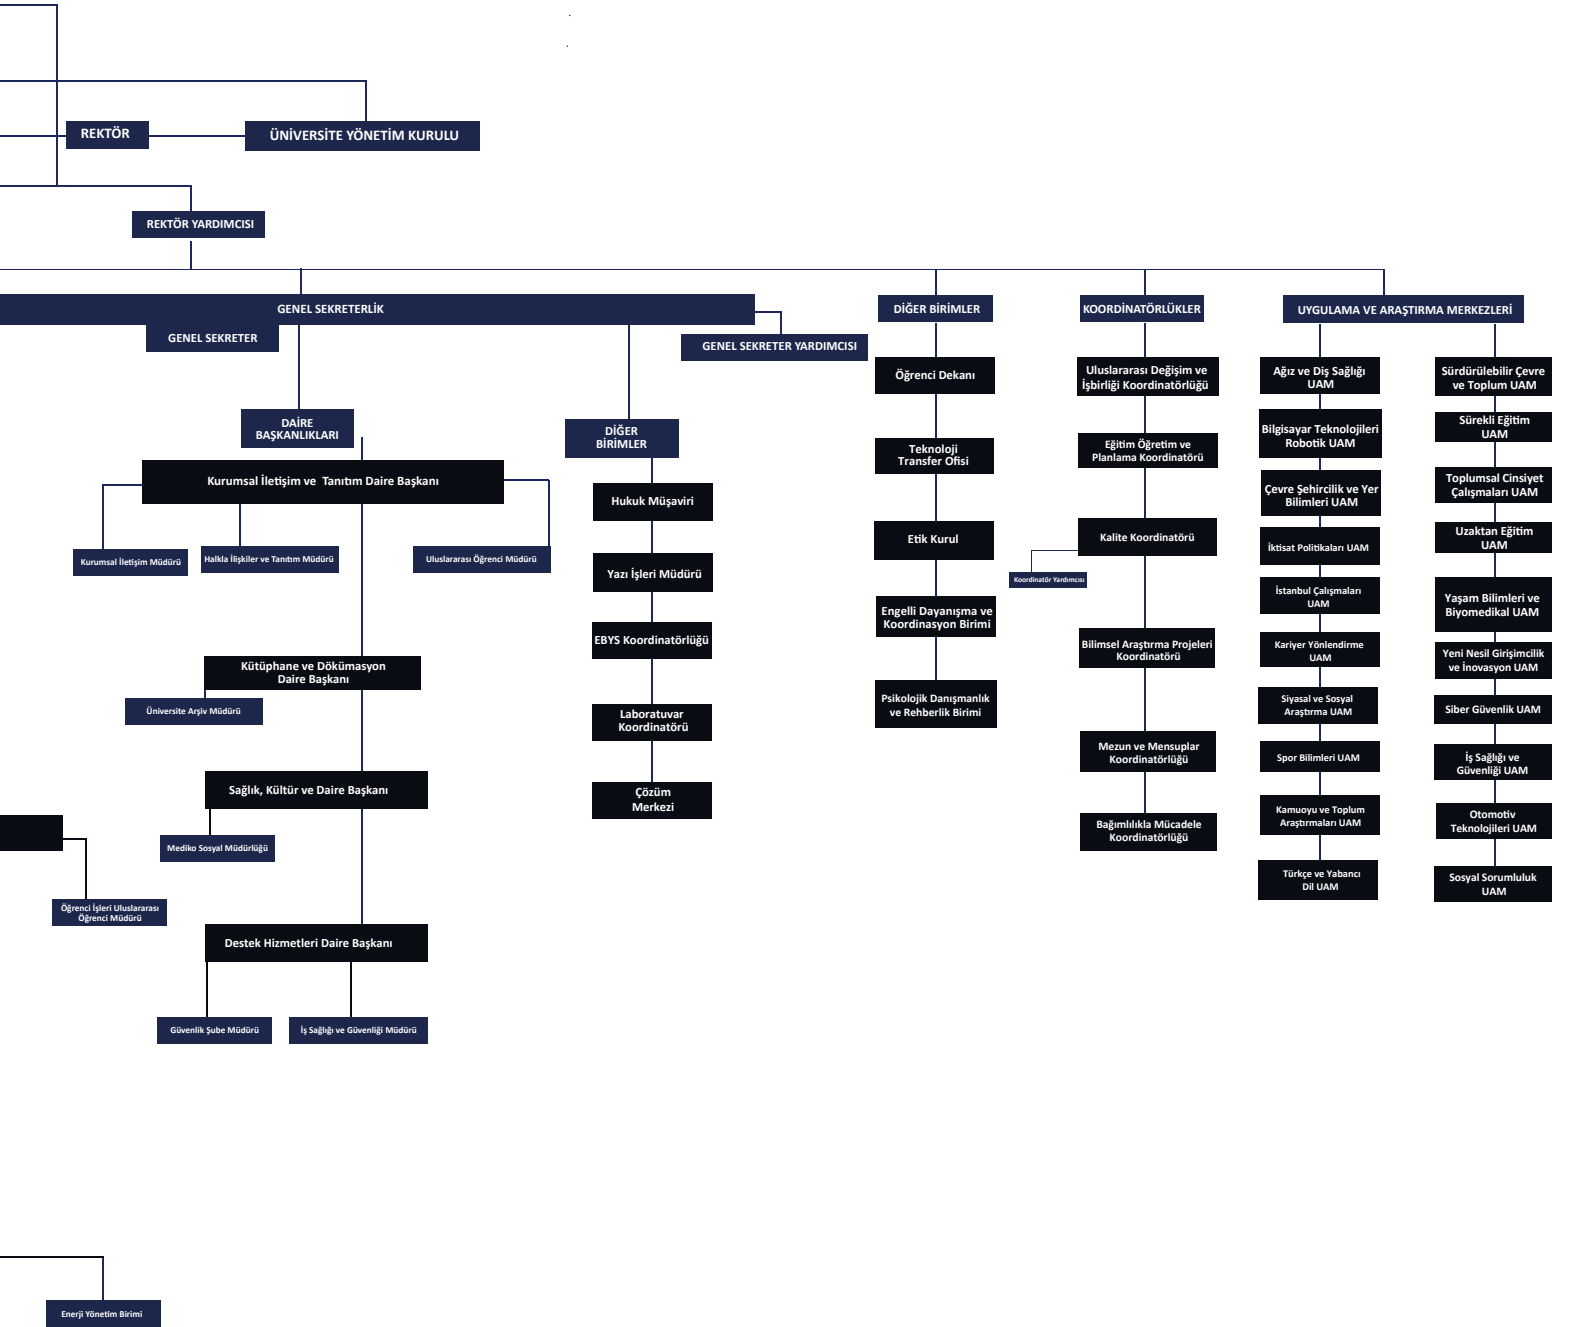 REKTÖR
ÜNİVERSİTE YÖNETİM KURULU
REKTÖR YARDIMCISI
GENEL SEKRETERLİK
GENEL SEKRETER
GENEL SEKRETER YARDIMCISI
DAİRE
BAŞKANLIKLARI
Kurumsal İletişim ve Tanıtım Daire Başkanı
Kurumsal İletişim Müdürü
Halkla İlişkiler ve Tanıtım Müdürü
Uluslararası Öğrenci Müdürü
Kütüphane ve Dökümasyon
Daire Başkanı
Üniversite Arşiv Müdürü
Sağlık, Kültür ve Daire Başkanı
Mediko Sosyal Müdürlüğü
Öğrenci İşleri Uluslararası
Öğrenci Müdürü
Destek Hizmetleri Daire Başkanı
Güvenlik Şube Müdürü
İş Sağlığı ve Güvenliği Müdürü
Enerji Yönetim Birimi
DİĞER
BİRİMLER
Hukuk Müşaviri
Yazı İşleri Müdürü
EBYS Koordinatörlüğü
Laboratuvar
Koordinatörü
Çözüm
Merkezi
DİĞER BİRİMLER
Öğrenci Dekanı
Teknoloji
Transfer Ofisi
Etik Kurul
Engelli Dayanışma ve
Koordinasyon Birimi
Psikolojik Danışmanlık
ve Rehberlik Birimi
KOORDİNATÖRLÜKLER
Uluslararası Değişim ve
İşbirliği Koordinatörlüğü
Eğitim Öğretim ve
Planlama Koordinatörü
Kalite Koordinatörü
Koordinatör Yardımcısı
Bilimsel Araştırma Projeleri
Koordinatörü
Mezun ve Mensuplar
Koordinatörlüğü
Bağımlılıkla Mücadele
Koordinatörlüğü
UYGULAMA VE ARAŞTIRMA MERKEZLERİ
Ağız ve Diş Sağlığı
UAM
Bilgisayar Teknolojileri
Robotik UAM
Çevre Şehircilik ve Yer
Bilimleri UAM
İktisat Politikaları UAM
İstanbul Çalışmaları
UAM
Kariyer Yönlendirme
UAM
Siyasal ve Sosyal
Araştırma UAM
Spor Bilimleri UAM
Kamuoyu ve Toplum
Araştırmaları UAM
Türkçe ve Yabancı
Dil UAM
Sürdürülebilir Çevre
ve Toplum UAM
Sürekli Eğitim
UAM
Toplumsal Cinsiyet
Çalışmaları UAM
Uzaktan Eğitim
UAM
Yaşam Bilimleri ve
Biyomedikal UAM
Yeni Nesil Girişimcilik
ve İnovasyon UAM
Siber Güvenlik UAM
İş Sağlığı ve
Güvenliği UAM
Otomotiv
Teknolojileri UAM
Sosyal Sorumluluk
UAM